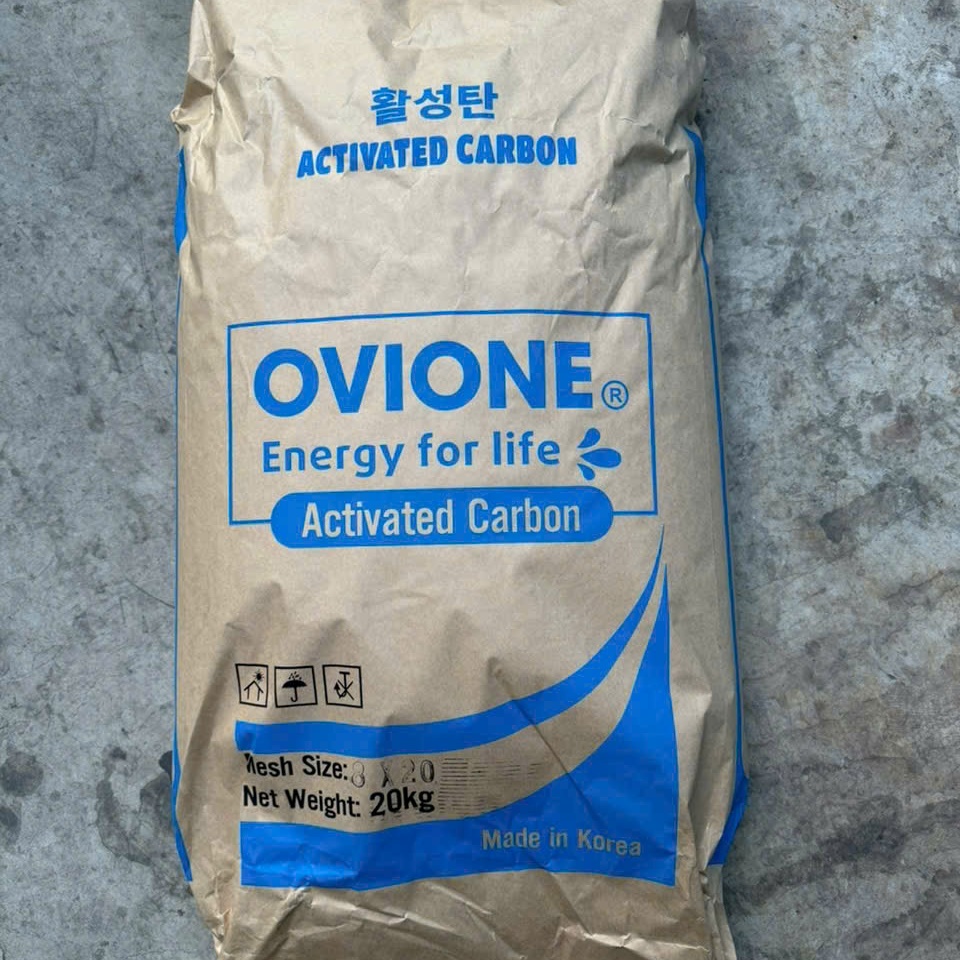 활성탄
ACTIVATED CARBON
OVIONE®
Energy for life
Activated Carbon
Mesh Size: 8 X 20
Net Weight: 20kg
Made in Korea